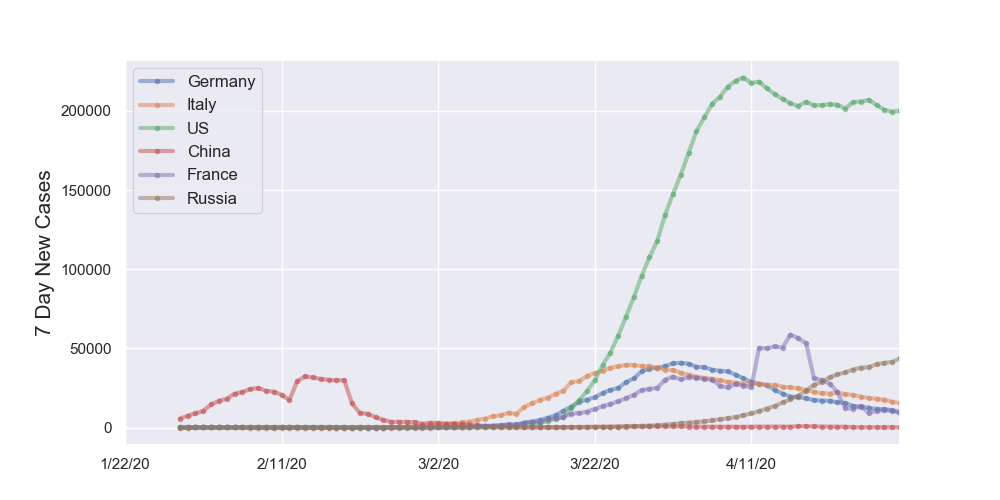 Germany
Italy
US
China
France
Russia
7 Day New Cases
200000
150000
100000
50000
0
1/22/20 2/11/20 3/2/20 3/22/20 4/11/20